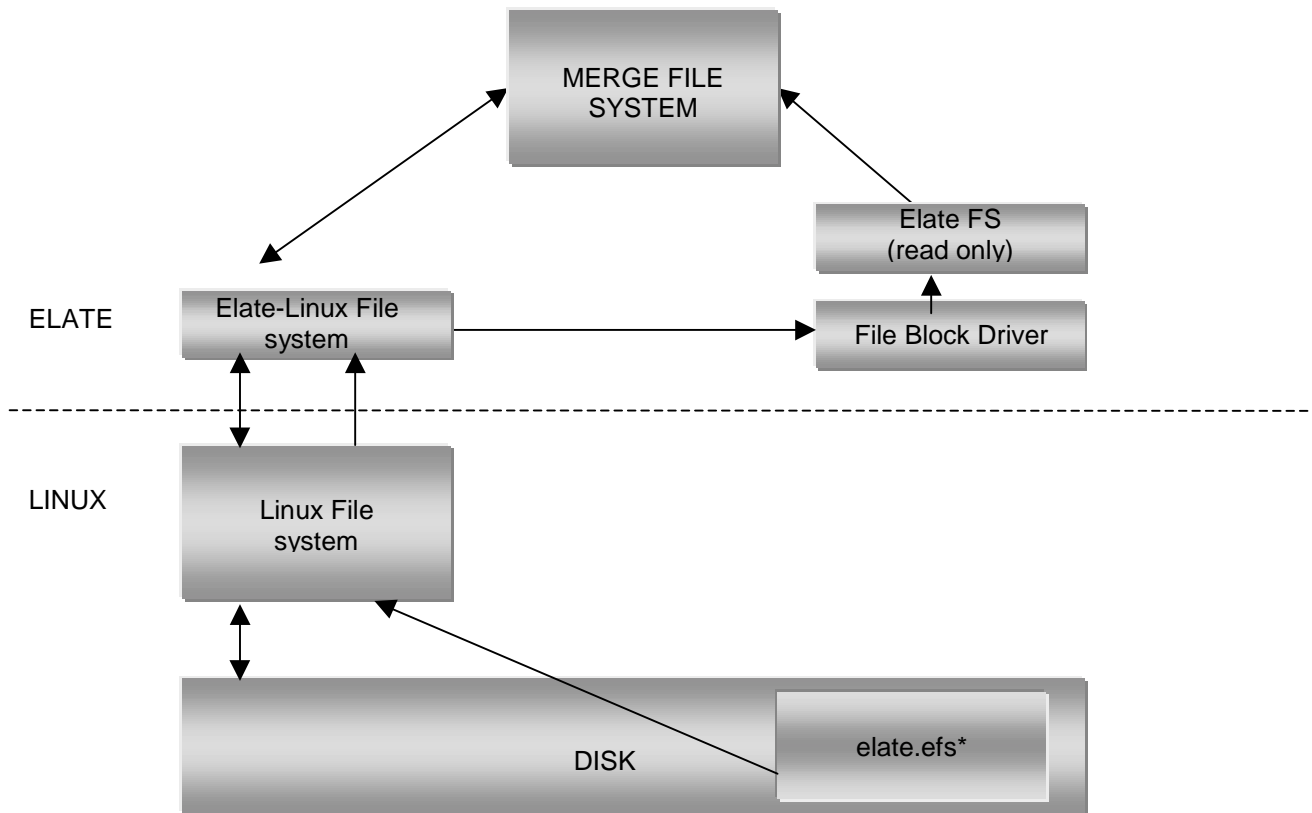 MERGE FILE
SYSTEM
Elate FS
(read only)
ELATE
Elate-Linux File
system
File Block Driver
LINUX
Linux File
system
DISK
elate.efs*